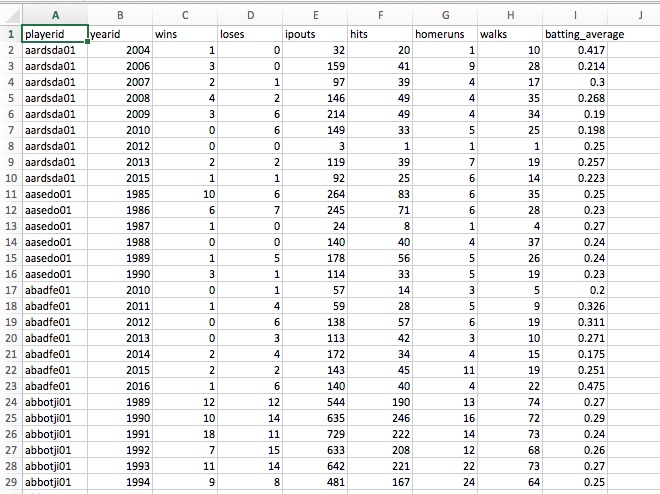 A B C D E F G H I J
1 playerid yearid wins loses ipouts hits homeruns walks batting_average
2 aardsda01 2004 1 0 32 20 1 10 0.417
3 aardsda01 2006 3 0 159 41 9 28 0.214
4 aardsda01 2007 2 1 97 39 4 17 0.3
5 aardsda01 2008 4 2 146 49 4 35 0.268
6 aardsda01 2009 3 6 214 49 4 34 0.19
7 aardsda01 2010 0 6 149 33 5 25 0.198
8 aardsda01 2012 0 0 3 1 1 1 0.25
9 aardsda01 2013 2 2 119 39 7 19 0.257
10 aardsda01 2015 1 1 92 25 6 14 0.223
11 aasedo01 1985 10 6 264 83 6 35 0.25
12 aasedo01 1986 6 7 245 71 6 28 0.23
13 aasedo01 1987 1 0 24 8 1 4 0.27
14 aasedo01 1988 0 0 140 40 4 37 0.24
15 aasedo01 1989 1 5 178 56 5 26 0.24
16 aasedo01 1990 3 1 114 33 5 19 0.23
17 abadfe01 2010 0 1 57 14 3 5 0.2
18 abadfe01 2011 1 4 59 28 5 9 0.326
19 abadfe01 2012 0 6 138 57 6 19 0.311
20 abadfe01 2013 0 3 113 42 3 10 0.271
21 abadfe01 2014 2 4 172 34 4 15 0.175
22 abadfe01 2015 2 2 143 45 11 19 0.251
23 abadfe01 2016 1 6 140 40 4 22 0.475
24 abbotji01 1989 12 12 544 190 13 74 0.27
25 abbotji01 1990 10 14 635 246 16 72 0.29
26 abbotji01 1991 18 11 729 222 14 73 0.24
27 abbotji01 1992 7 15 633 208 12 68 0.26
28 abbotji01 1993 11 14 642 221 22 73 0.27
29 abbotji01 1994 9 8 481 167 24 64 0.25